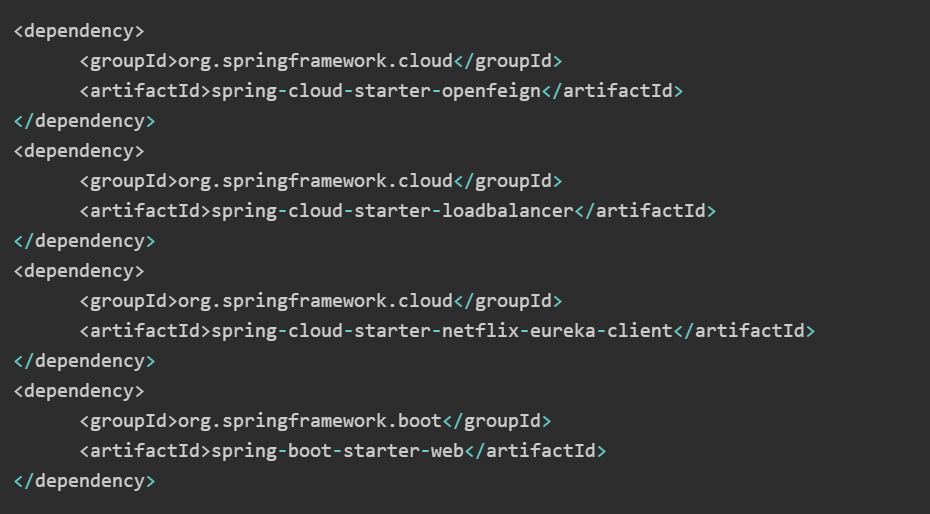 <dependency>
      <groupId>org.springframework.cloud</groupId>
      <artifactId>spring-cloud-starter-openfeign</artifactId>
</dependency>
<dependency>
      <groupId>org.springframework.cloud</groupId>
      <artifactId>spring-cloud-starter-loadbalancer</artifactId>
</dependency>
<dependency>
      <groupId>org.springframework.cloud</groupId>
      <artifactId>spring-cloud-starter-netflix-eureka-client</artifactId>
</dependency>
<dependency>
      <groupId>org.springframework.boot</groupId>
      <artifactId>spring-boot-starter-web</artifactId>
</dependency>